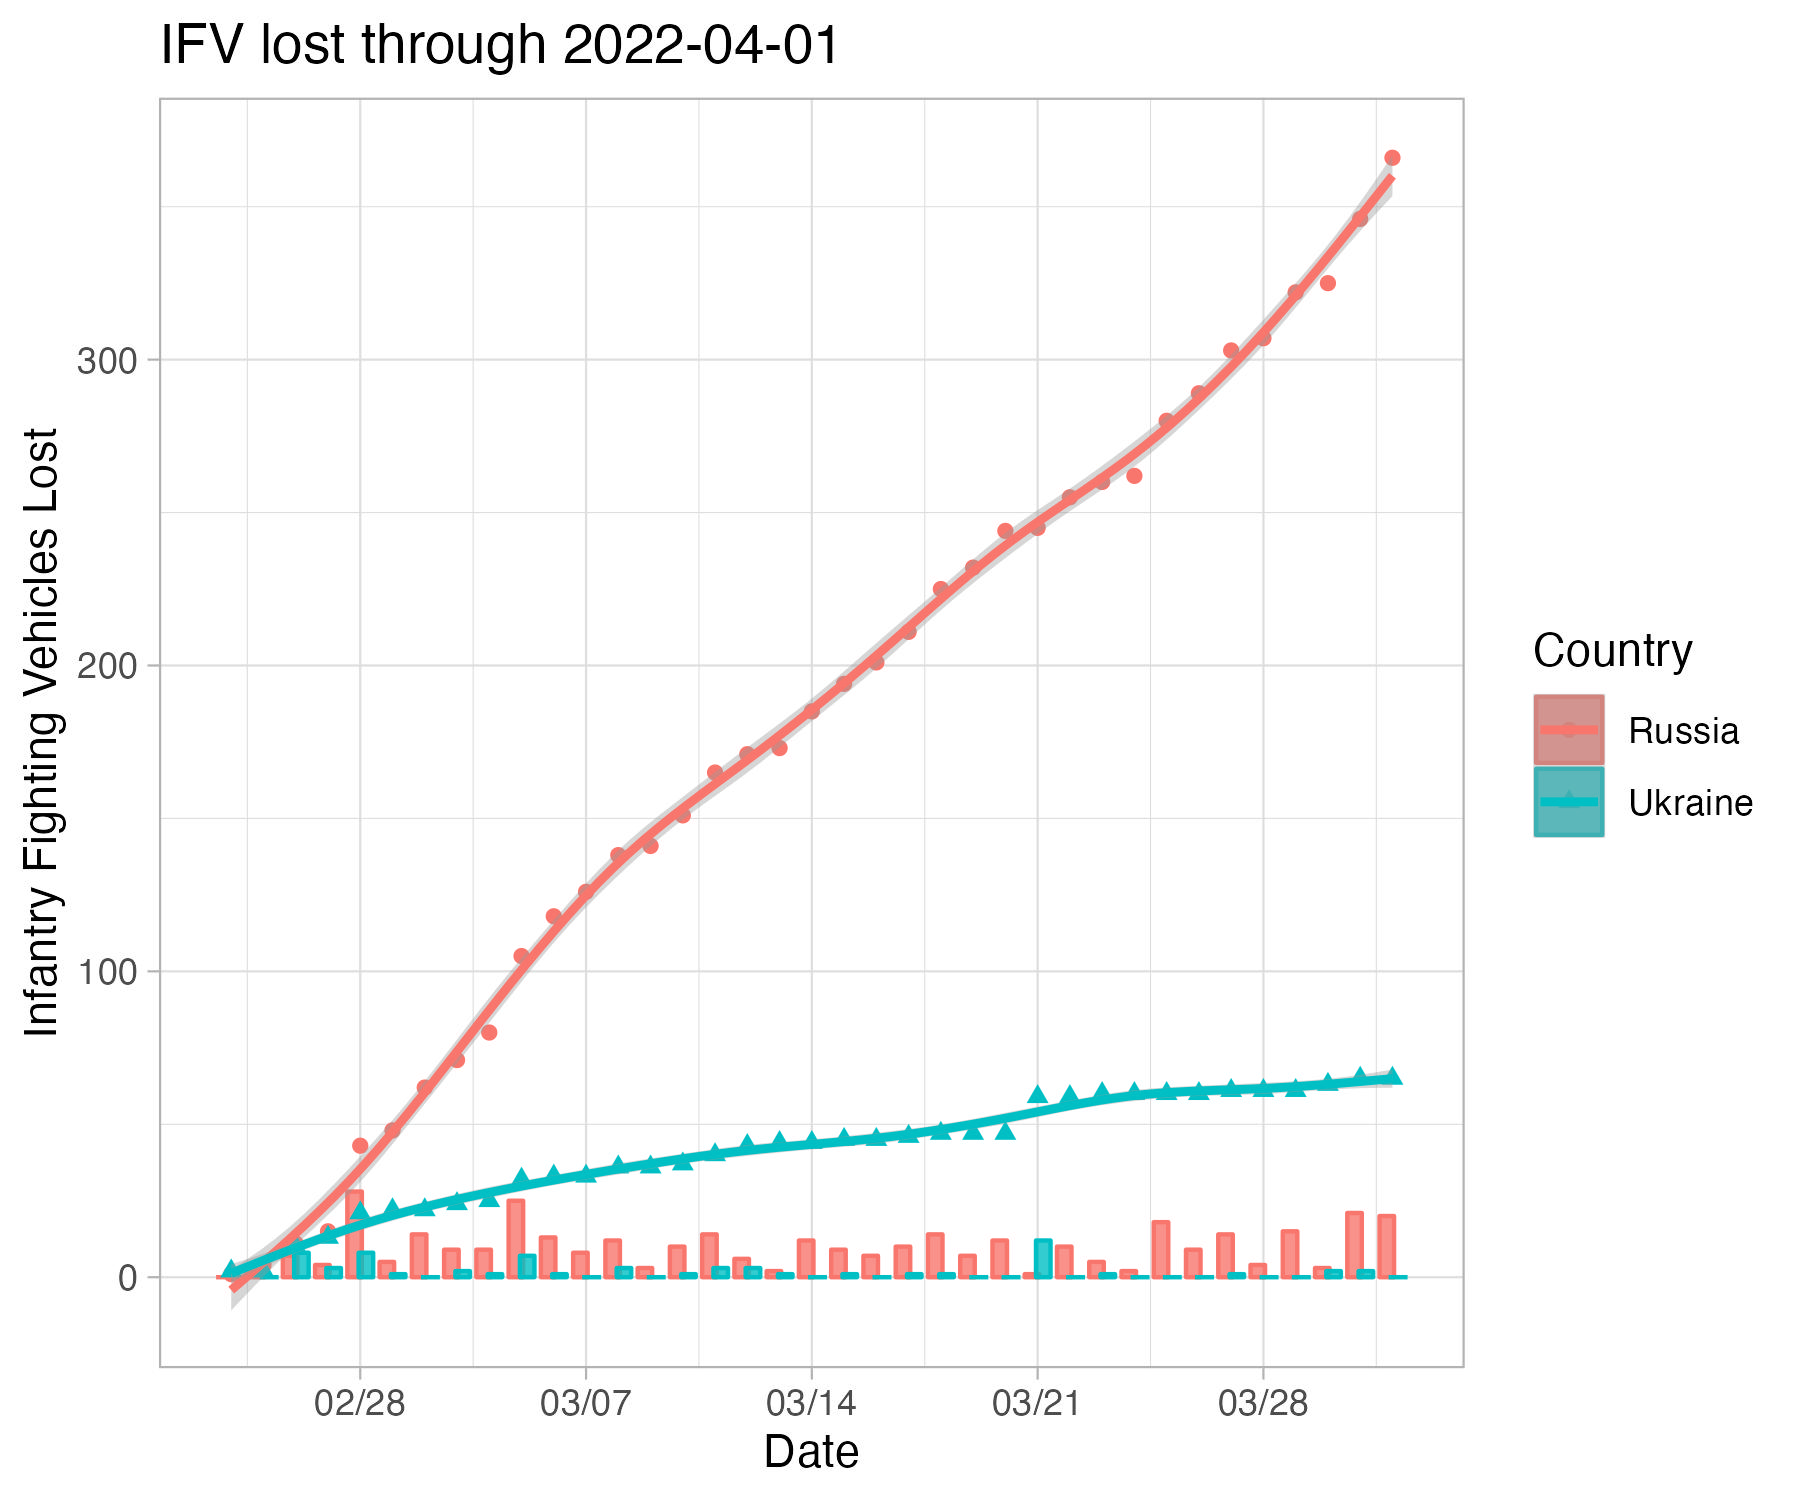 IFV lost through 2022-04-01
Infantry Fighting Vehicles Lost
300
200
100
0
02/28 03/07 03/14 03/21 03/28
Date
Country
Russia
Ukraine